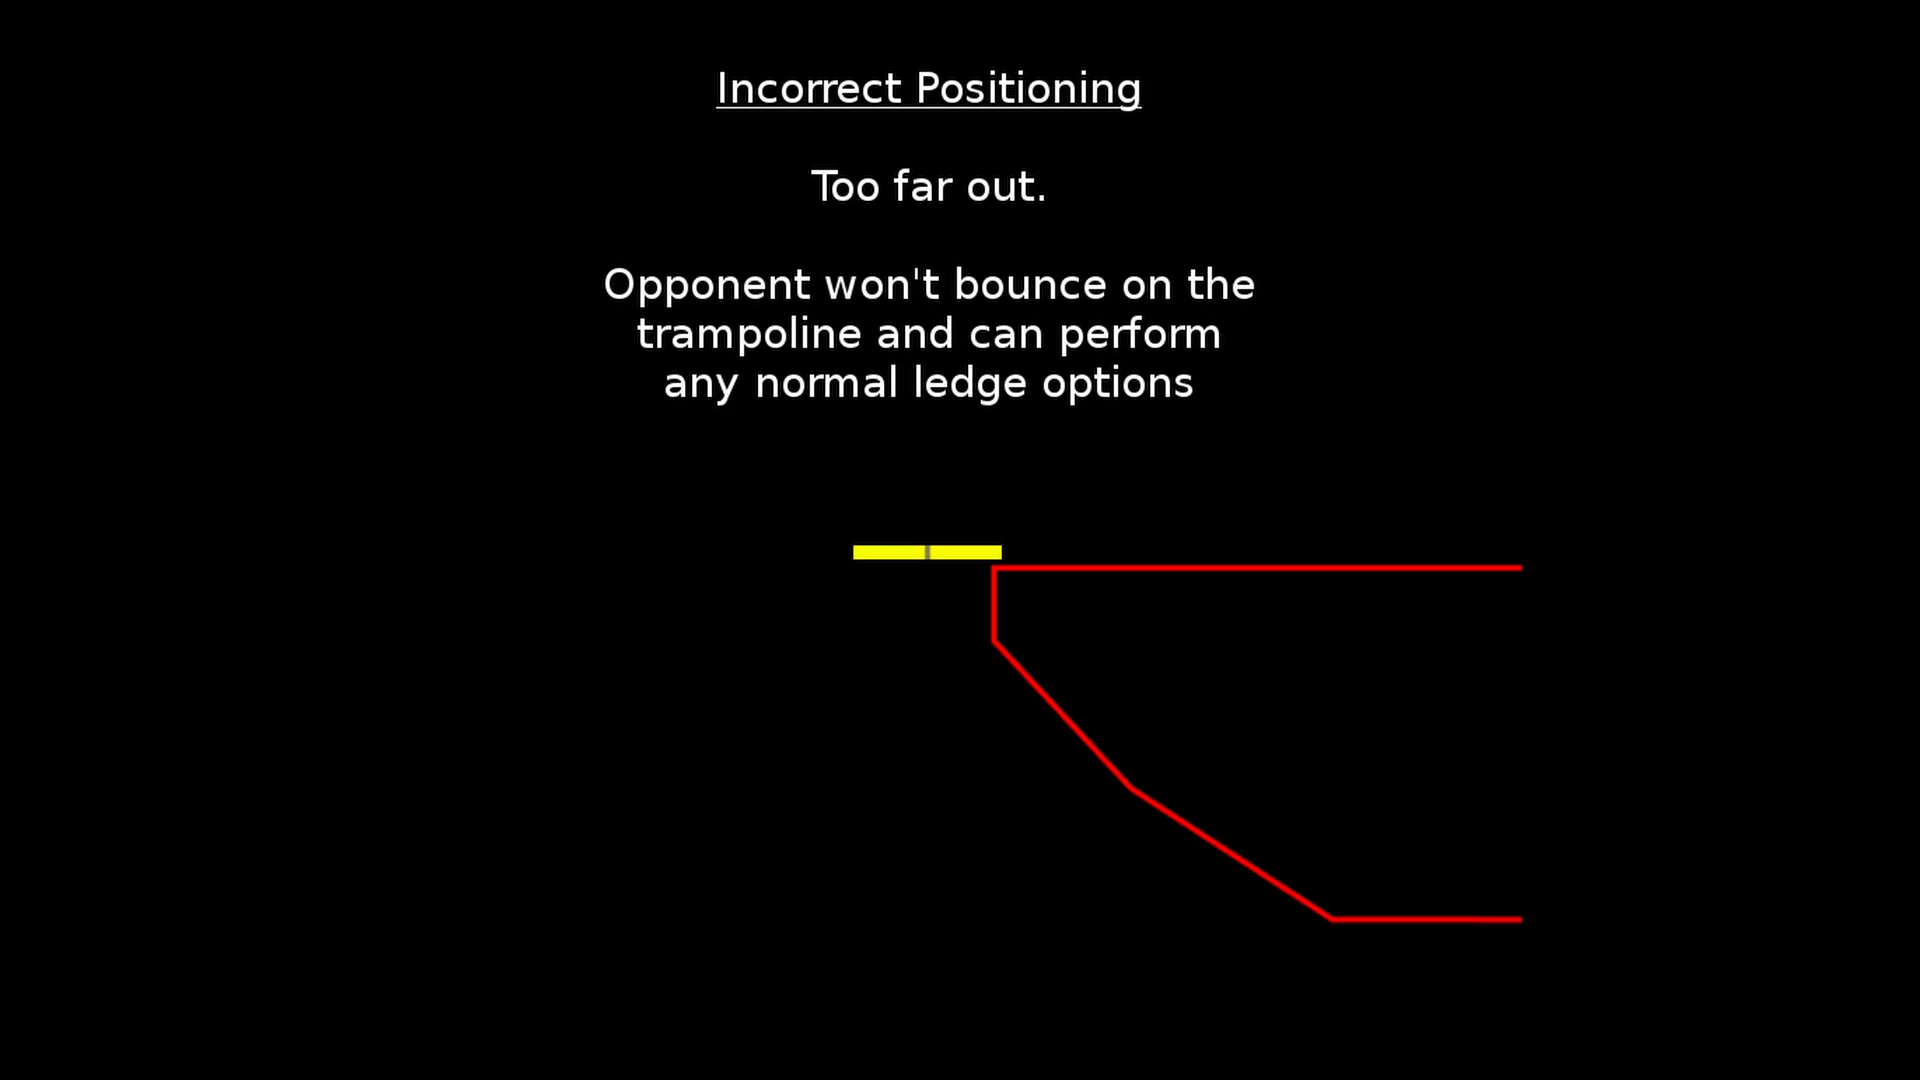 Incorrect Positioning
Too far out.
Opponent won't bounce on the
trampoline and can perform
any normal ledge options